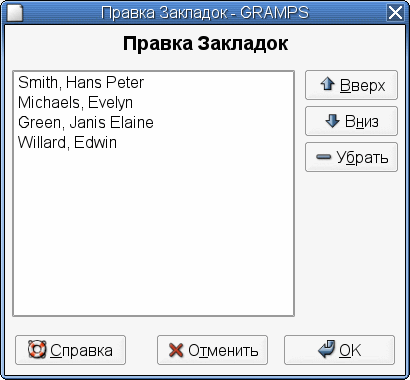 Правка Закладок - GRAMPS
Правка Закладок
Smith, Hans Peter
Michaels, Evelyn
Green, Janis Elaine
Willard, Edwin
Вверх
Вниз
Убрать
Справка
Отменить
OK